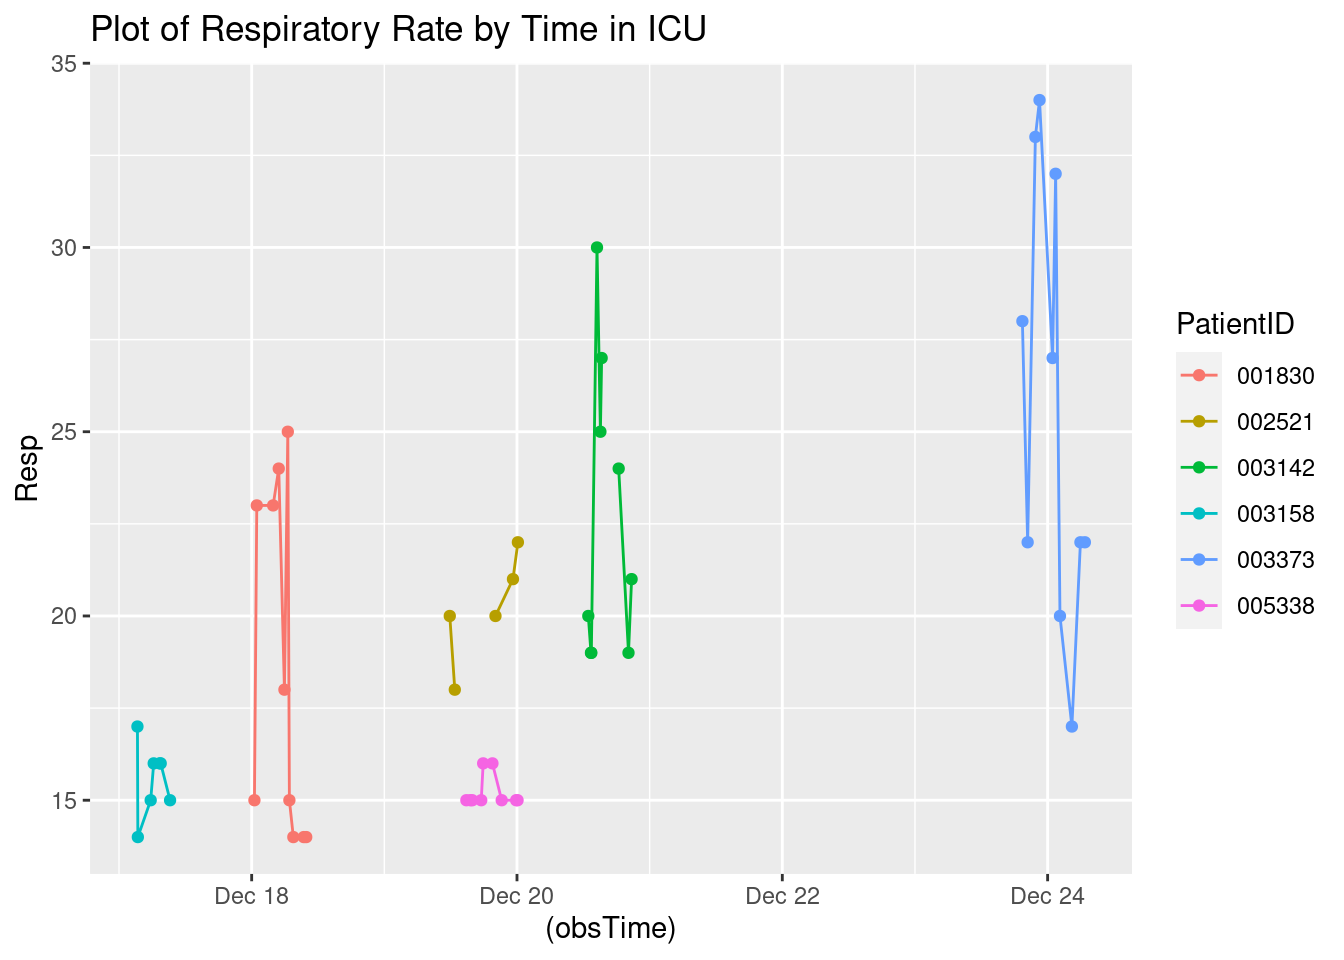 Plot of Respiratory Rate by Time in ICU
35
30
25
20
15
Resp
Dec 18
Dec 20
Dec 22
Dec 24
(obsTime)
PatientID
001830
002521
003142
003158
003373
005338